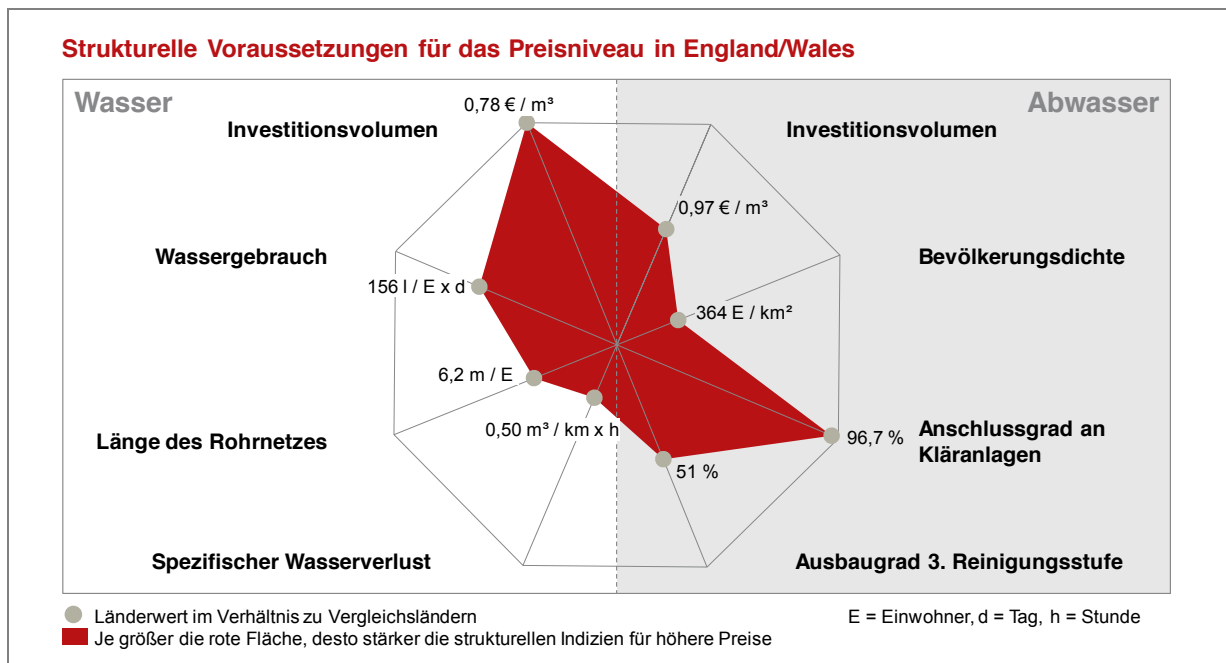 Strukturelle Voraussetzungen für das Preisniveau in England/Wales
Wasser
Abwasser
0,78 € / m³
Investitionsvolumen
Investitionsvolumen
0,97 € / m³
Wassergebrauch
Bevölkerungsdichte
156 l / E x d
364 E / km²
6,2 m / E
Länge des Rohrnetzes
0,50 m³ / km x h
96,7 %
Anschlussgrad an
Kläranlagen
51 %
Spezifischer Wasserverlust
Ausbaugrad 3. Reinigungsstufe
Länderwert im Verhältnis zu Vergleichsländern
E = Einwohner, d = Tag, h = Stunde
Je größer die rote Fläche, desto stärker die strukturellen Indizien für höhere Preise